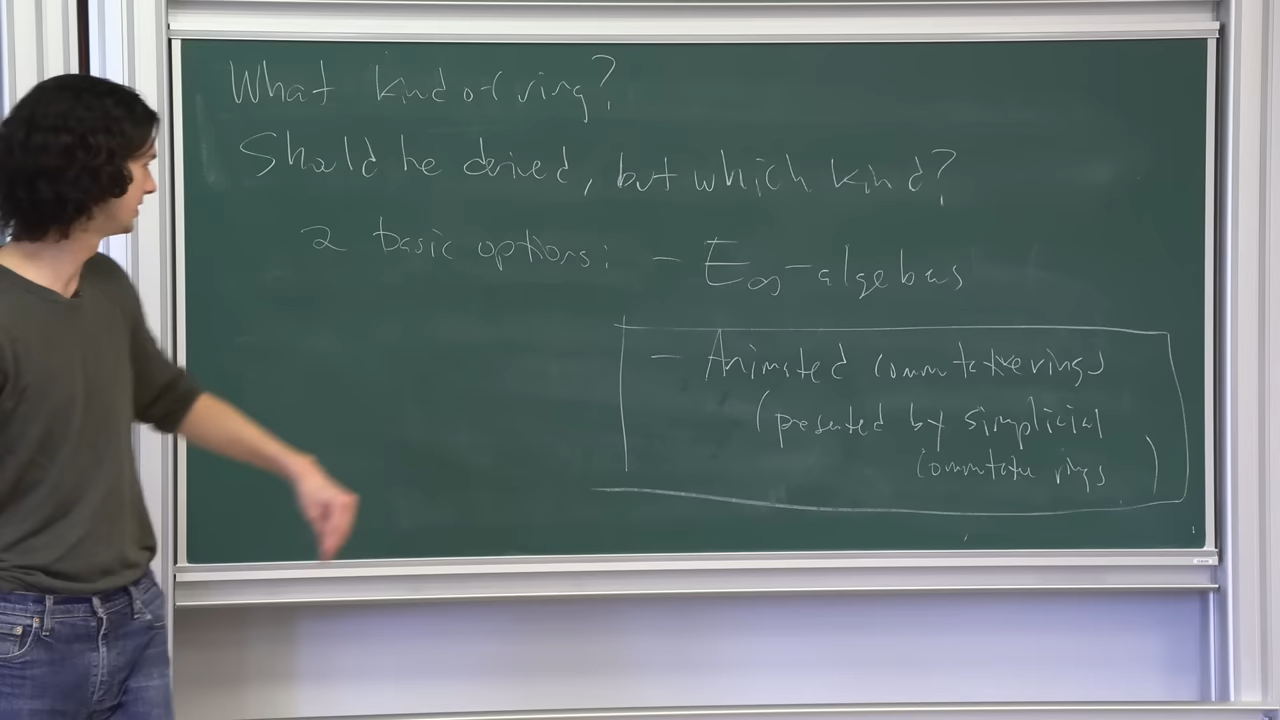 What kind of ring?
Should be derived, but which kind?
2 basic options: - E∞-algebras
- Animated commutative rings
(presented by simplicial
commutative rings)